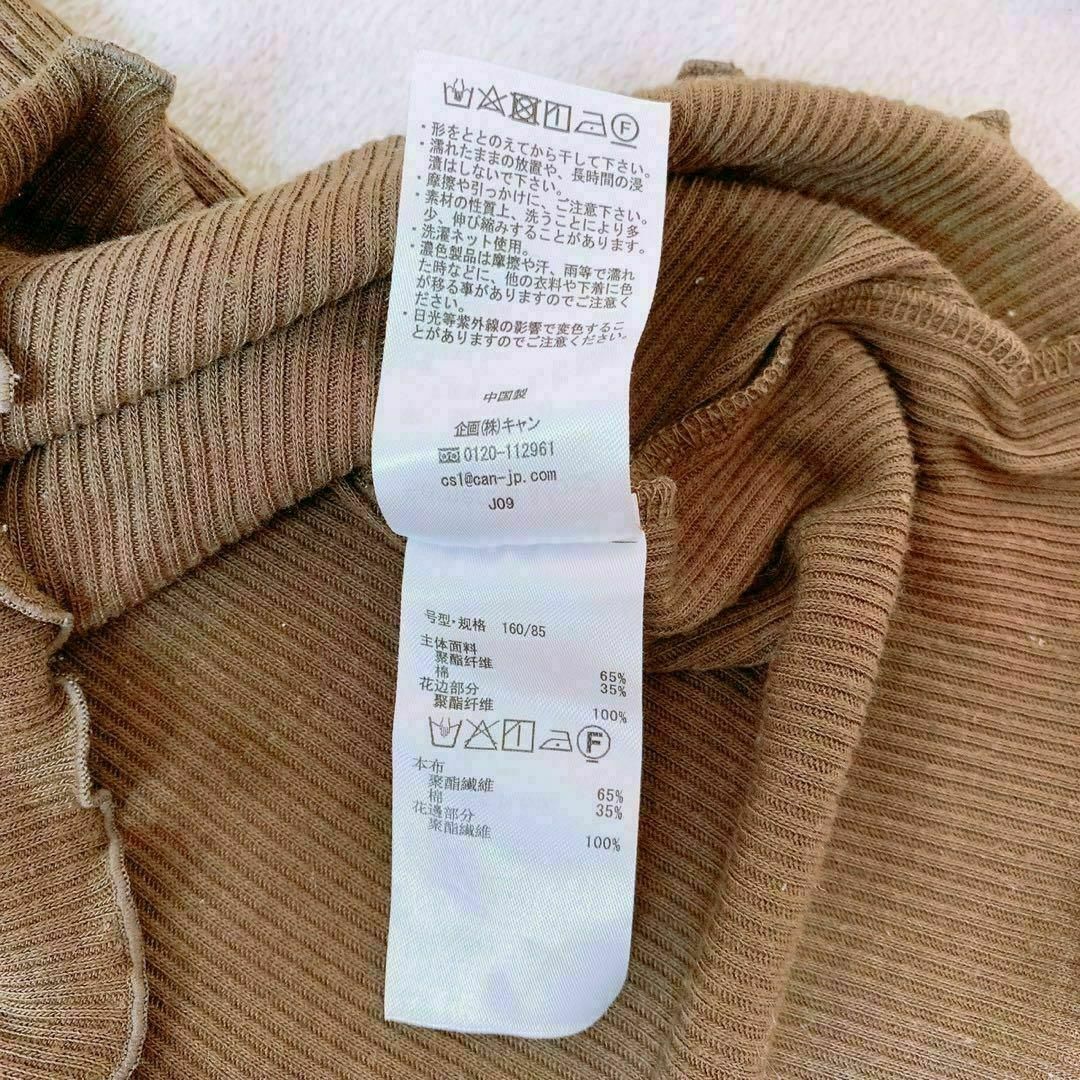 ・形をととのえてから干して下さい。
・濡れたままの放置や、長時間の浸
漬はしないで下さい。
・摩擦や引っかけに、ご注意下さい。
・素材の性質上、洗うことにより多
少、伸び縮みすることがあります。
・洗濯ネット使用。
・濃色製品は摩擦や汗、雨等で濡れ
た時などに、他の衣料や下着に色
が移る事がありますのでご注意く
ださい。
・日光等紫外線の影響で変色するこ
とがありますのでご注意ください。
中国製
企画(株)キャン
0120-112961
cs1@can-jp.com
J09
号型・规格 160/85
主体面料
聚酯纤维 65%
棉 35%
花边部分
聚酯纤维 100%
本布
聚酯纖維 65%
棉 35%
花邊部分
聚酯纖維 100%